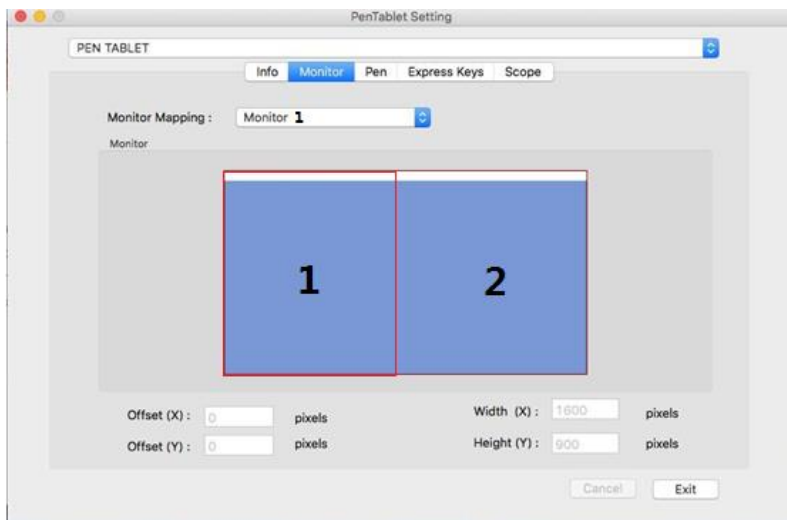 PenTablet Setting
PEN TABLET
Info Monitor Pen Express Keys Scope
Monitor Mapping : Monitor 1
Monitor
1 2
Offset (X) : 0 pixels Width (X) : 1600 pixels
Offset (Y) : 0 pixels Height (Y) : 900 pixels
Cancel Exit